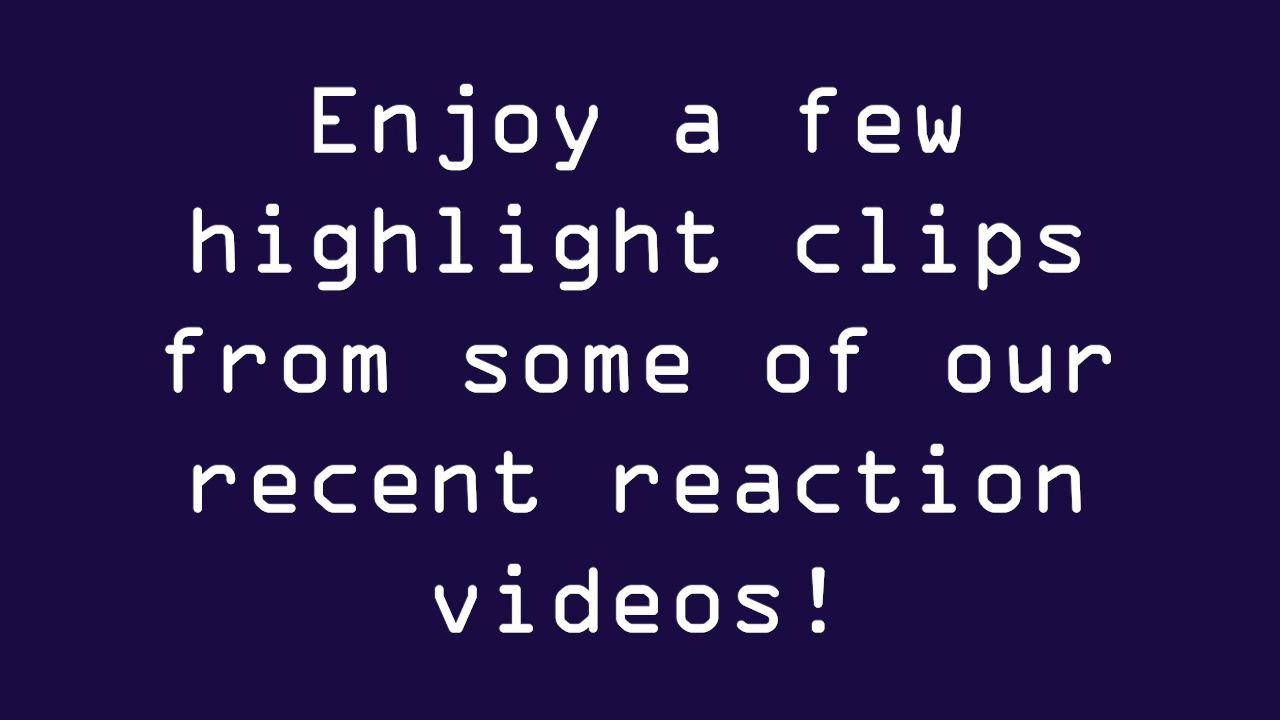 Enjoy a few
highlight clips
from some of our
recent reaction
videos!